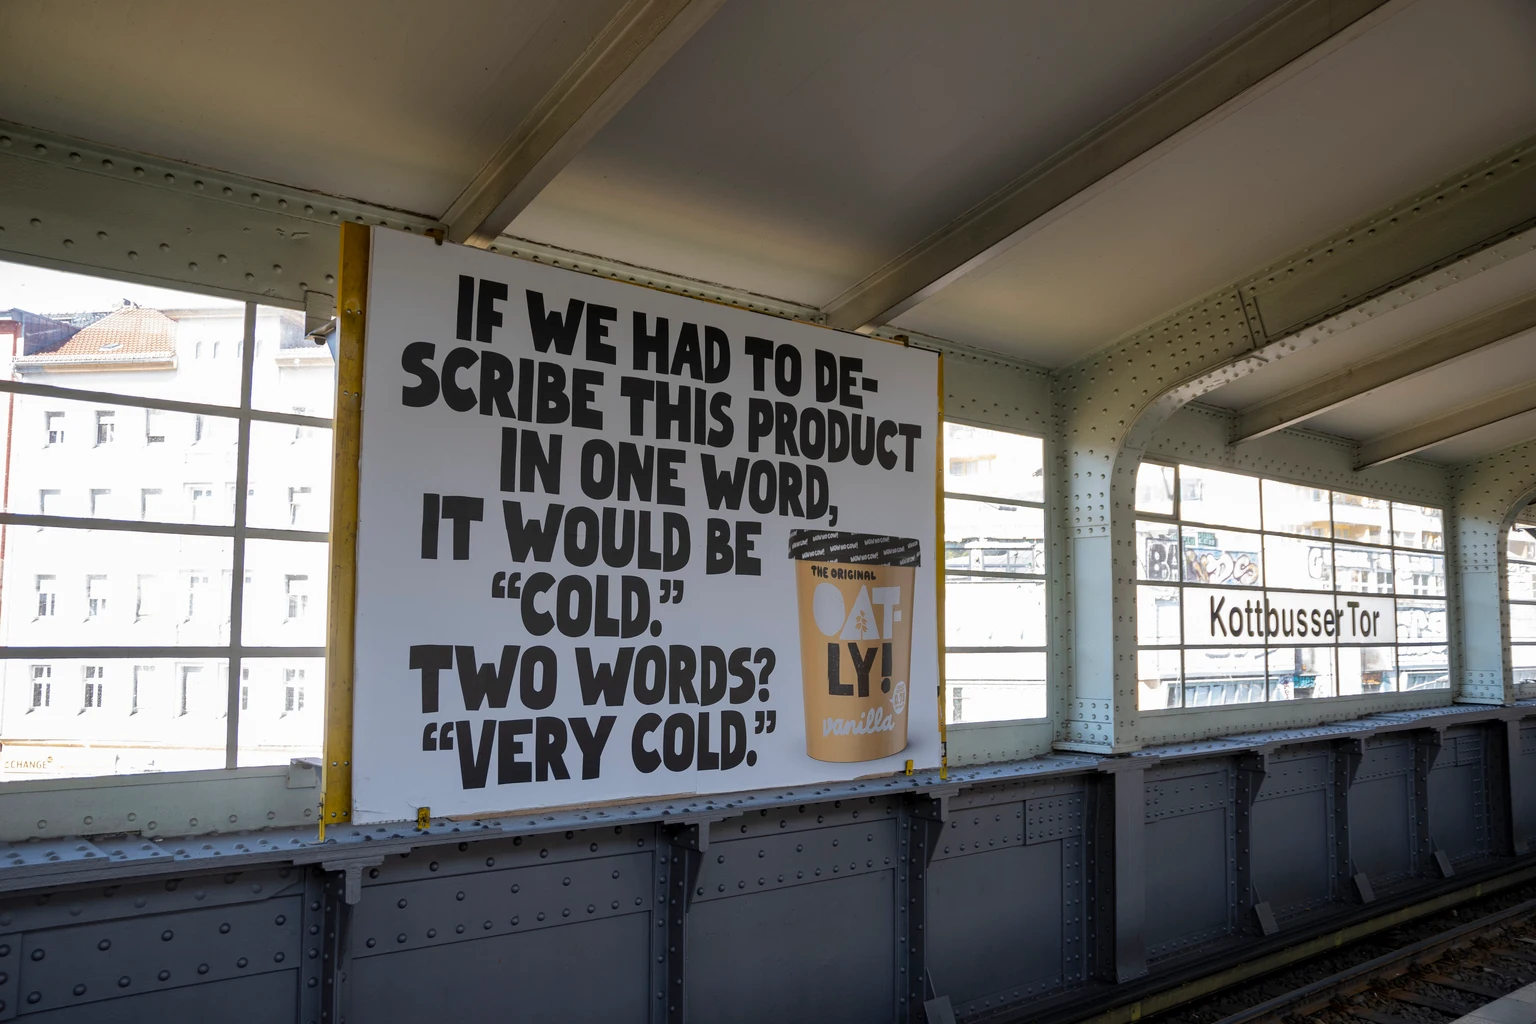 IF WE HAD TO DE-
SCRIBE THIS PRODUCT
IN ONE WORD,
IT WOULD BE
“COLD.”
TWO WORDS?
“VERY COLD.”
THE ORIGINAL
OAT-
LY!
vanilla
Kottbusser Tor
CHANGE